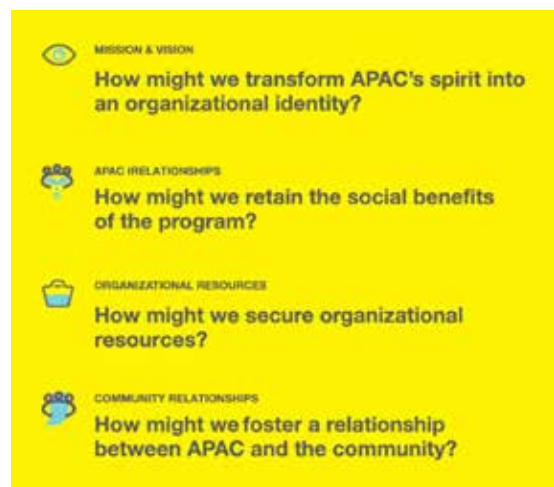 MISSION & VISION
How might we transform APAC's spirit into
an organizational identity?
APAC IRELATIONSHIPS
How might we retain the social benefits
of the program?
ORGANIZATIONAL RESOURCES
How might we secure organizational
resources?
COMMUNITY RELATIONSHIPS
How might we foster a relationship
between APAC and the community?